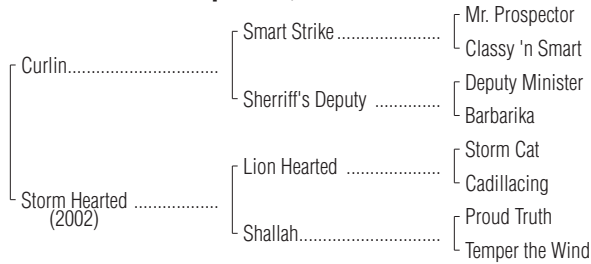 Mr. Prospector
Smart Strike....................
Classy 'n Smart
Curlin..............................
Deputy Minister
Sherriff's Deputy .............
Barbarika
Storm Cat
Lion Hearted ..................
Cadillacing
Storm Hearted ................
(2002)
Proud Truth
Shallah...........................
Temper the Wind